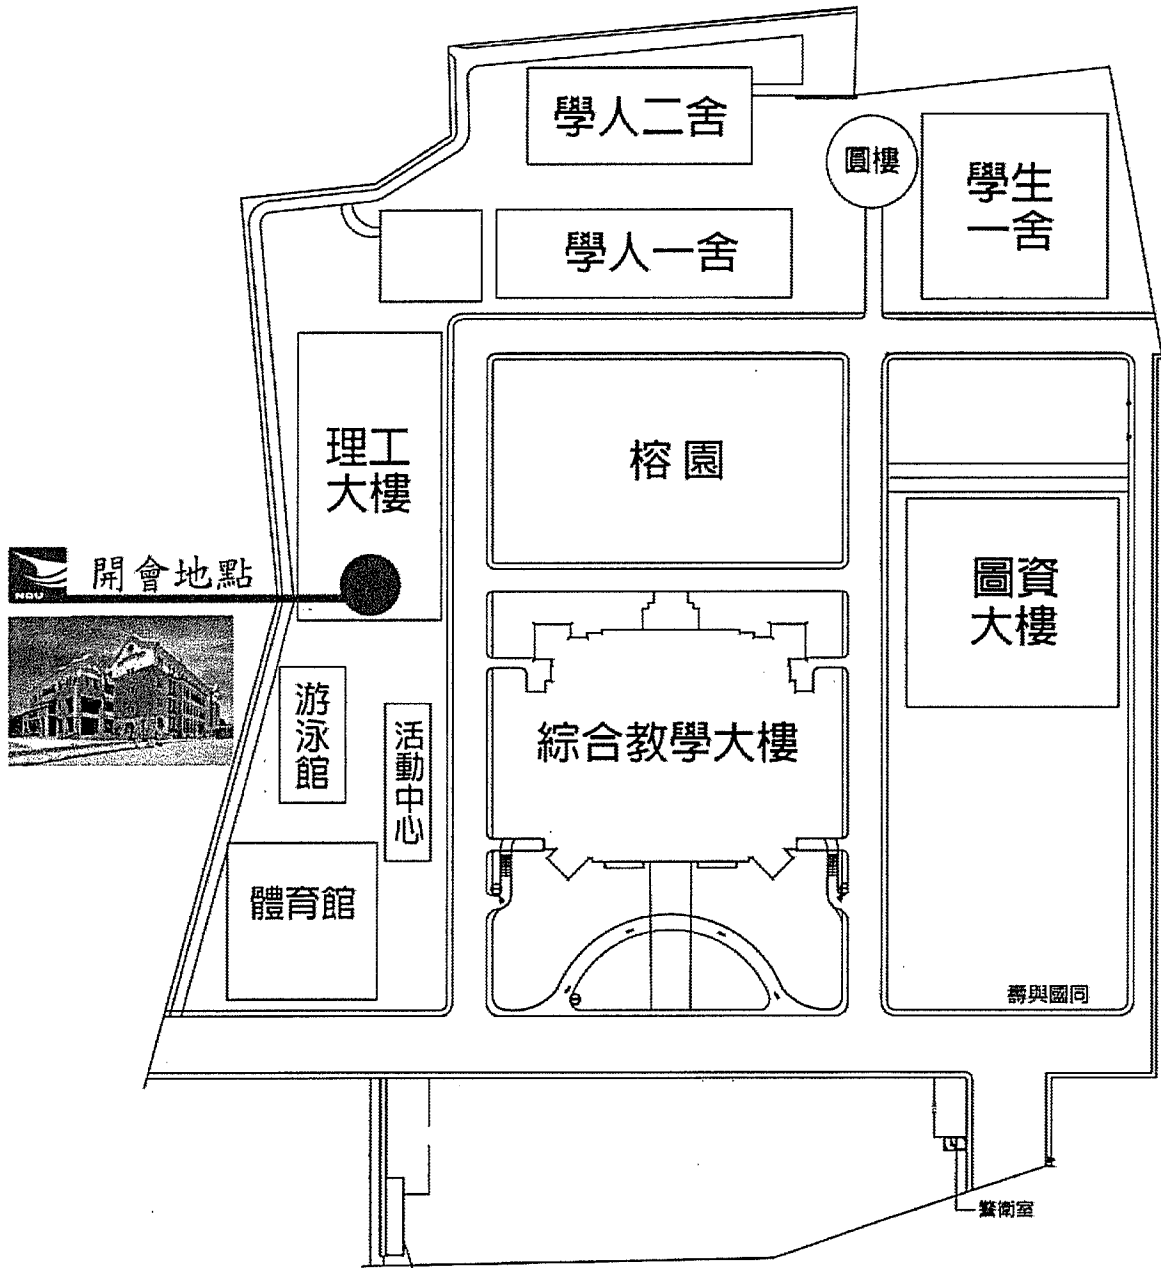 學人二舍
圓樓
學生
一舍
學人一舍
理工
大樓
榕園
開會地點
NQU
圖資
大樓
游泳館
活動中心
綜合教學大樓
體育館
壽與國同
警衛室